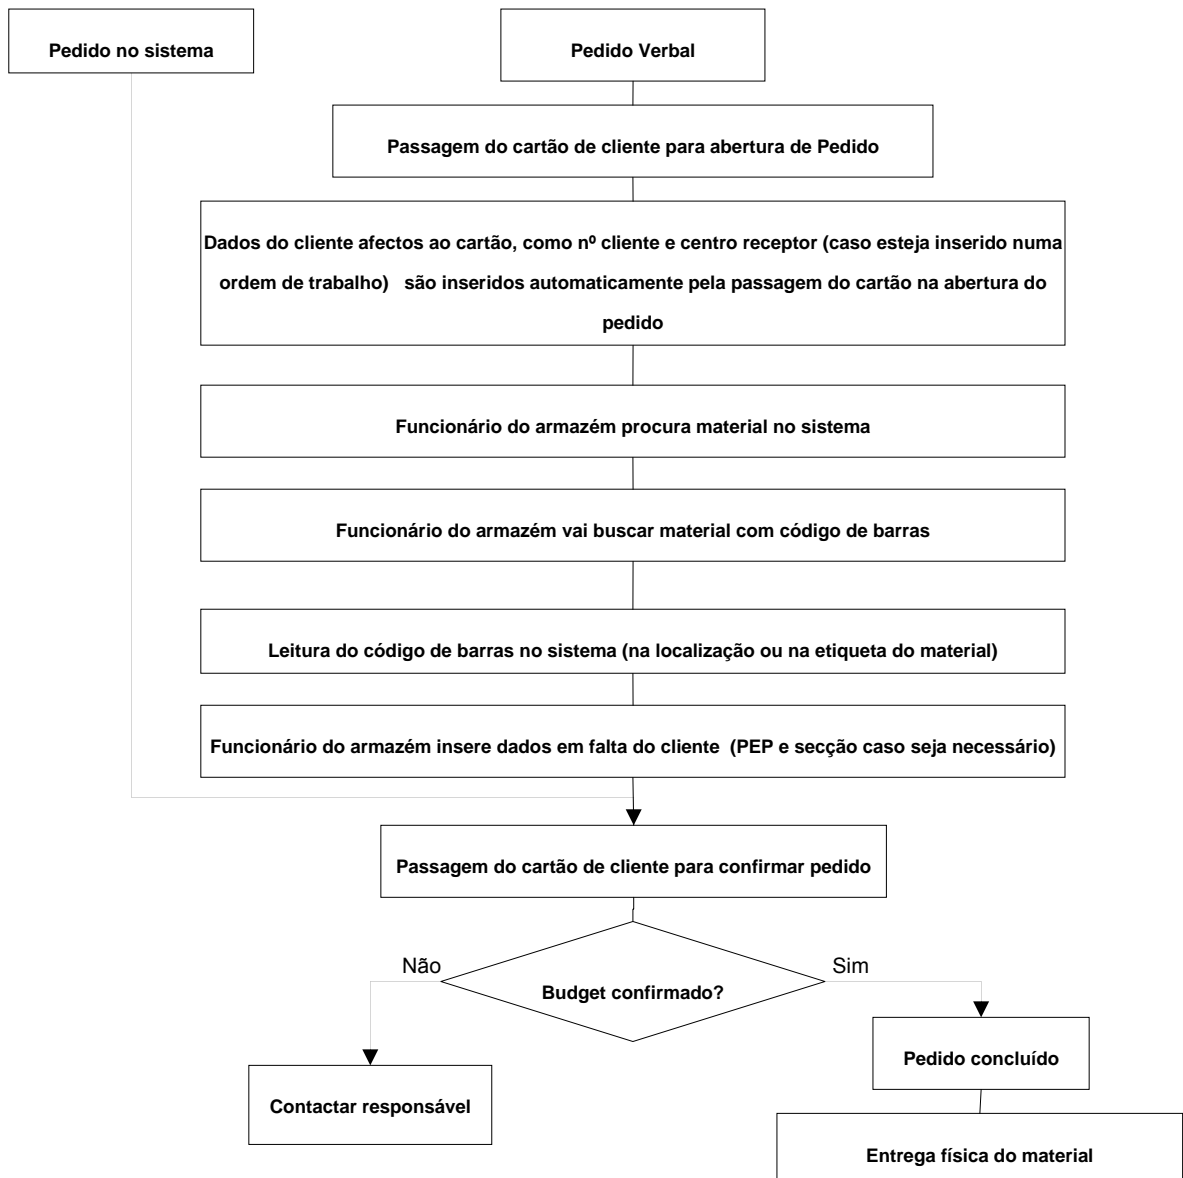 Pedido no sistema
Pedido Verbal
Passagem do cartão de cliente para abertura de Pedido
Dados do cliente afectos ao cartão, como nº cliente e centro receptor (caso esteja inserido numa
ordem de trabalho)   são inseridos automaticamente pela passagem do cartão na abertura do
pedido
Funcionário do armazém procura material no sistema
Funcionário do armazém vai buscar material com código de barras
Leitura do código de barras no sistema (na localização ou na etiqueta do material)
Funcionário do armazém insere dados em falta do cliente  (PEP e secção caso seja necessário)
Passagem do cartão de cliente para confirmar pedido
Não
Sim
Budget confirmado?
Pedido concluído
Contactar responsável
Entrega física do material